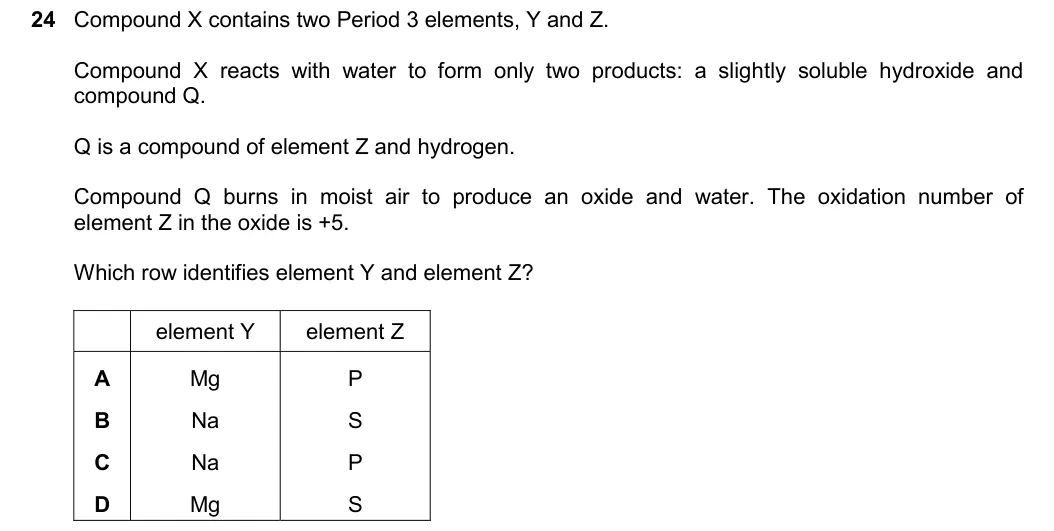 24 Compound X contains two Period 3 elements, Y and Z.
Compound X reacts with water to form only two products: a slightly soluble hydroxide and
compound Q.
Q is a compound of element Z and hydrogen.
Compound Q burns in moist air to produce an oxide and water. The oxidation number of
element Z in the oxide is +5.
Which row identifies element Y and element Z?
element Y element Z
A Mg P
B Na S
C Na P
D Mg S